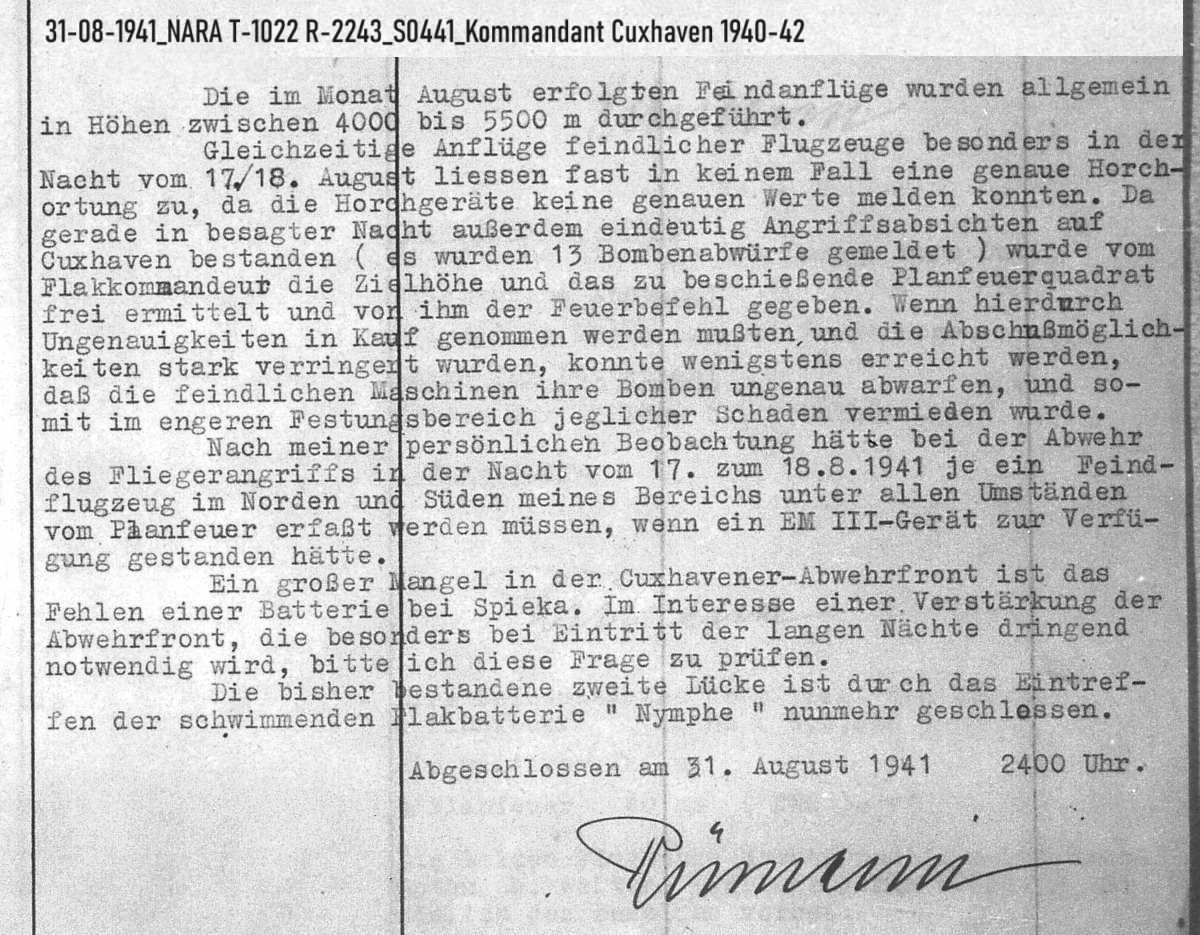 31-08-1941_NARA T-1022 R-2243_S0441_Kommandant Cuxhaven 1940-42
Die im Monat August erfolgten Feindanflüge wurden allgemein
in Höhen zwischen 4000 bis 5500 m durchgeführt.
Gleichzeitige Anflüge feindlicher Flugzeuge besonders in der
Nacht vom 17./18. August liessen fast in keinem Fall eine genaue Horch-
ortung zu, da die Horchgeräte keine genauen Werte melden konnten. Da
gerade in besagter Nacht außerdem eindeutig Angriffsabsichten auf
Cuxhaven bestanden ( es wurden 13 Bombenabwürfe gemeldet ) wurde vom
Flakkommandeur die Zielhöhe und das zu beschießende Planfeuerquadrat
frei ermittelt und von ihm der Feuerbefehl gegeben. Wenn hierdurch
Ungenauigkeiten in Kauf genommen werden mußten und die Abschußmöglich-
keiten stark verringert wurden, konnte wenigstens erreicht werden,
daß die feindlichen Maschinen ihre Bomben ungenau abwarfen, und so-
mit im engeren Festungsbereich jeglicher Schaden vermieden wurde.
Nach meiner persönlichen Beobachtung hätte bei der Abwehr
des Fliegerangriffs in der Nacht vom 17. zum 18.8.1941 je ein Feind-
flugzeug im Norden und Süden meines Bereichs unter allen Umständen
vom Planfeuer erfaßt werden müssen, wenn ein EM III-Gerät zur Verfü-
gung gestanden hätte.
Ein großer Mangel in der Cuxhavener-Abwehrfront ist das
Fehlen einer Batterie bei Spieka. Im Interesse einer Verstärkung der
Abwehrfront, die besonders bei Eintritt der langen Nächte dringend
notwendig wird, bitte ich diese Frage zu prüfen.
Die bisher bestandene zweite Lücke ist durch das Eintref-
fen der schwimmenden Flakbatterie " Nymphe " nunmehr geschlossen.
Abgeschlossen am 31. August 1941 2400 Uhr.